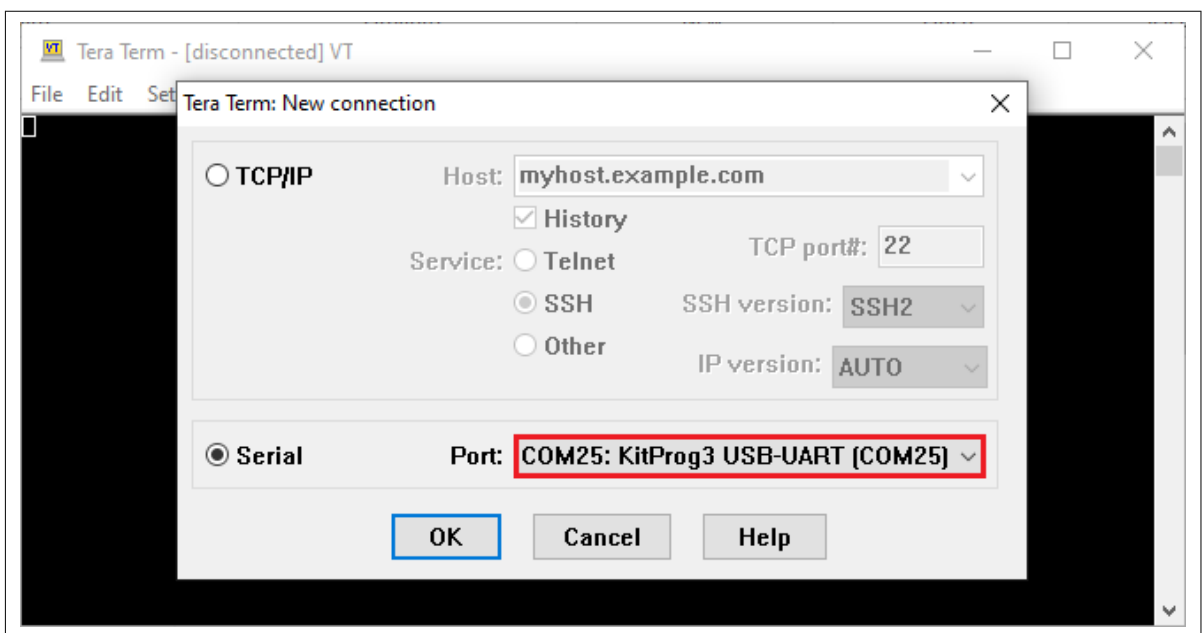 VT Tera Term - [disconnected] VT
File Edit Set
Tera Term: New connection
TCP/IP Host: myhost.example.com
History
Service: Telnet TCP port#: 22
SSH SSH version: SSH2
Other IP version: AUTO
Serial Port: COM25: KitProg3 USB-UART (COM25)
OK Cancel Help